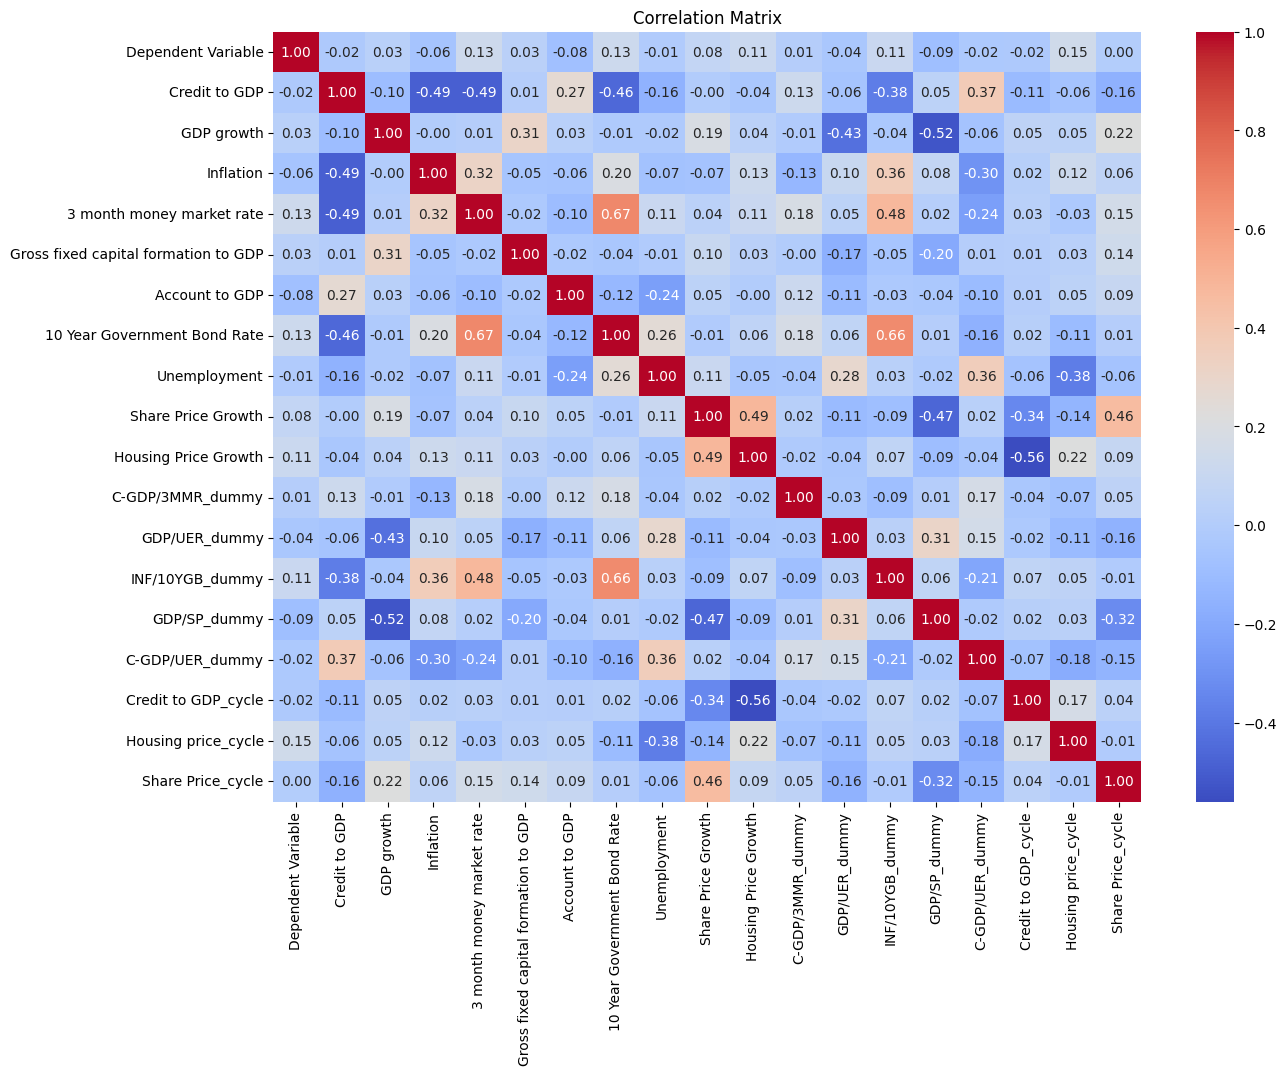 Correlation Matrix
Dependent Variable 1.00 -0.02 0.03 -0.06 0.13 0.03 -0.08 0.13 -0.01 0.08 0.11 0.01 -0.04 0.11 -0.09 -0.02 -0.02 0.15 0.00
Credit to GDP -0.02 1.00 -0.10 -0.49 -0.49 0.01 0.27 -0.46 -0.16 -0.00 -0.04 0.13 -0.06 -0.38 0.05 0.37 -0.11 -0.06 -0.16
GDP growth 0.03 -0.10 1.00 -0.00 0.01 0.31 0.03 -0.01 -0.02 0.19 0.04 -0.01 -0.43 -0.04 -0.52 -0.06 0.05 0.05 0.22
Inflation -0.06 -0.49 -0.00 1.00 0.32 -0.05 -0.06 0.20 -0.07 -0.07 0.13 -0.13 0.10 0.36 0.08 -0.30 0.02 0.12 0.06
3 month money market rate 0.13 -0.49 0.01 0.32 1.00 -0.02 -0.10 0.67 0.11 0.04 0.11 0.18 0.05 0.48 0.02 -0.24 0.03 -0.03 0.15
Gross fixed capital formation to GDP 0.03 0.01 0.31 -0.05 -0.02 1.00 -0.02 -0.04 -0.01 0.10 0.03 -0.00 -0.17 -0.05 -0.20 0.01 0.01 0.03 0.14
Account to GDP -0.08 0.27 0.03 -0.06 -0.10 -0.02 1.00 -0.12 -0.24 0.05 -0.00 0.12 -0.11 -0.03 -0.04 -0.10 0.01 0.05 0.09
10 Year Government Bond Rate 0.13 -0.46 -0.01 0.20 0.67 -0.04 -0.12 1.00 0.26 -0.01 0.06 0.18 0.06 0.66 0.01 -0.16 0.02 -0.11 0.01
Unemployment -0.01 -0.16 -0.02 -0.07 0.11 -0.01 -0.24 0.26 1.00 0.11 -0.05 -0.04 0.28 0.03 -0.02 0.36 -0.06 -0.38 -0.06
Share Price Growth 0.08 -0.00 0.19 -0.07 0.04 0.10 0.05 -0.01 0.11 1.00 0.49 0.02 -0.11 -0.09 -0.47 0.02 -0.34 -0.14 0.46
Housing Price Growth 0.11 -0.04 0.04 0.13 0.11 0.03 -0.00 0.06 -0.05 0.49 1.00 -0.02 -0.04 0.07 -0.09 -0.04 -0.56 0.22 0.09
C-GDP/3MMR_dummy 0.01 0.13 -0.01 -0.13 0.18 -0.00 0.12 0.18 -0.04 0.02 -0.02 1.00 -0.03 -0.09 0.01 0.17 -0.04 -0.07 0.05
GDP/UER_dummy -0.04 -0.06 -0.43 0.10 0.05 -0.17 -0.11 0.06 0.28 -0.11 -0.04 -0.03 1.00 0.03 0.31 0.15 -0.02 -0.11 -0.16
INF/10YGB_dummy 0.11 -0.38 -0.04 0.36 0.48 -0.05 -0.03 0.66 0.03 -0.09 0.07 -0.09 0.03 1.00 0.06 -0.21 0.07 0.05 -0.01
GDP/SP_dummy -0.09 0.05 -0.52 0.08 0.02 -0.20 -0.04 0.01 -0.02 -0.47 -0.09 0.01 0.31 0.06 1.00 -0.02 0.02 0.03 -0.32
C-GDP/UER_dummy -0.02 0.37 -0.06 -0.30 -0.24 0.01 -0.10 -0.16 0.36 0.02 -0.04 0.17 0.15 -0.21 -0.02 1.00 -0.07 -0.18 -0.15
Credit to GDP_cycle -0.02 -0.11 0.05 0.02 0.03 0.01 0.01 0.02 -0.06 -0.34 -0.56 -0.04 -0.02 0.07 0.02 -0.07 1.00 0.17 0.04
Housing price_cycle 0.15 -0.06 0.05 0.12 -0.03 0.03 0.05 -0.11 -0.38 -0.14 0.22 -0.07 -0.11 0.05 0.03 -0.18 0.17 1.00 -0.01
Share Price_cycle 0.00 -0.16 0.22 0.06 0.15 0.14 0.09 0.01 -0.06 0.46 0.09 0.05 -0.16 -0.01 -0.32 -0.15 0.04 -0.01 1.00
Dependent Variable
Credit to GDP
GDP growth
Inflation
3 month money market rate
Gross fixed capital formation to GDP
Account to GDP
10 Year Government Bond Rate
Unemployment
Share Price Growth
Housing Price Growth
C-GDP/3MMR_dummy
GDP/UER_dummy
INF/10YGB_dummy
GDP/SP_dummy
C-GDP/UER_dummy
Credit to GDP_cycle
Housing price_cycle
Share Price_cycle
1.0
0.8
0.6
0.4
0.2
0.0
−0.2
−0.4